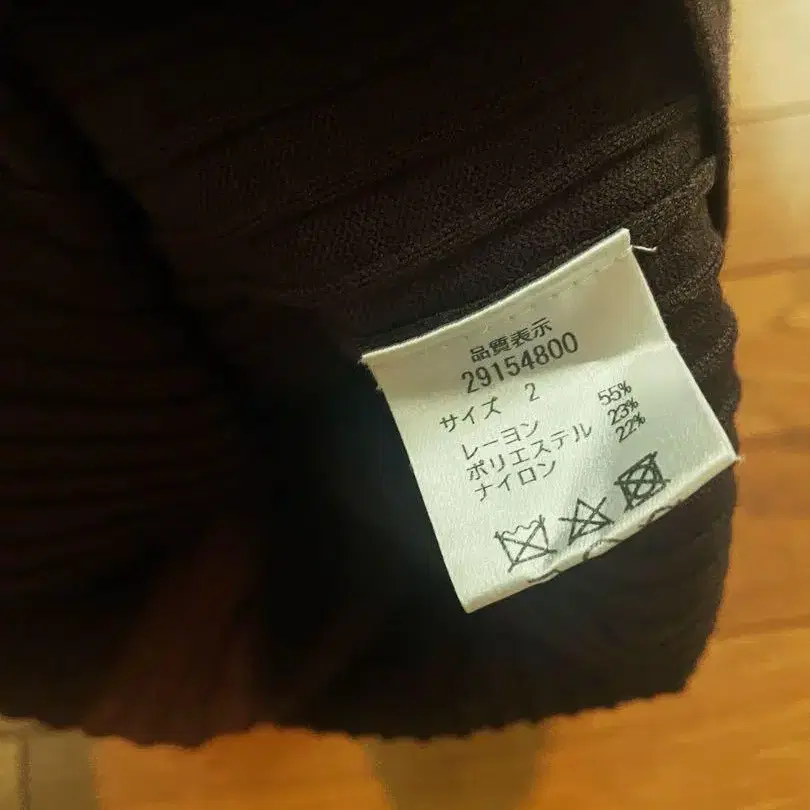 品質表示
29154800
サイズ 2
レーヨン 55%
ポリエステル 23%
ナイロン 22%